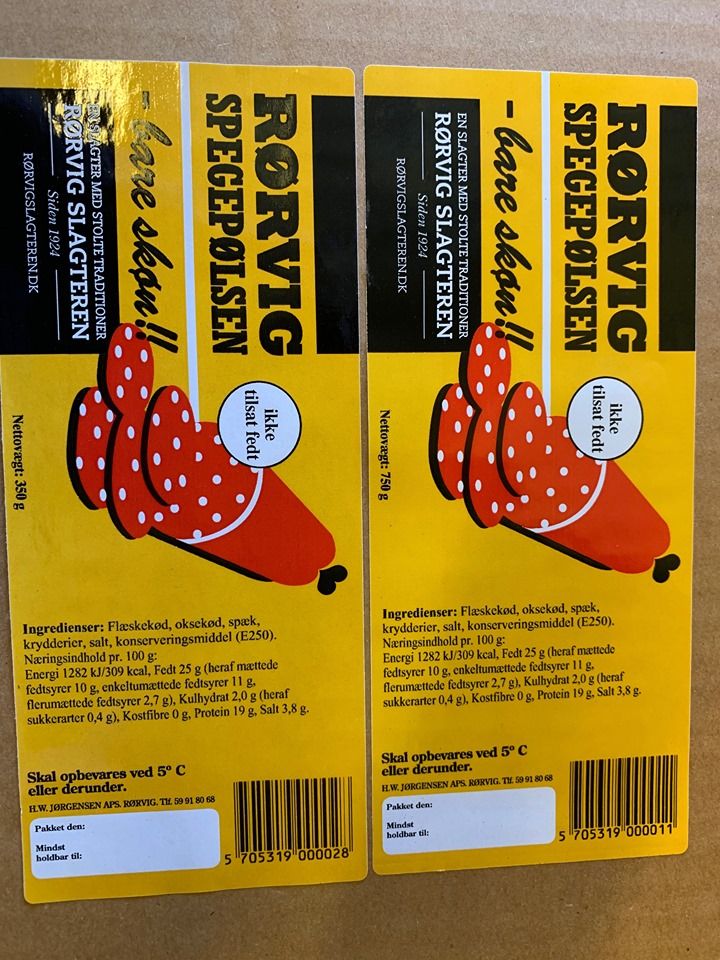 RØRVIG
SPEGEPØLSEN
- bare skøn!!
EN SLAGTER MED STOLTE TRADITIONER
RØRVIG SLAGTEREN
Siden 1924
RØRVIGSLAGTEREN.DK
ikke
tilsat fedt
Nettovægt: 350 g
Ingredienser: Flæskekød, oksekød, spæk,
krydderier, salt, konserveringsmiddel (E250).
Næringsindhold pr. 100 g:
Energi 1282 kJ/309 kcal, Fedt 25 g (heraf mættede
fedtsyrer 10 g, enkeltumættede fedtsyrer 11 g,
flerumættede fedtsyrer 2,7 g), Kulhydrat 2,0 g (heraf
sukkerarter 0,4 g), Kostfibre 0 g, Protein 19 g, Salt 3,8 g.
Skal opbevares ved 5° C
eller derunder.
H.W. JØRGENSEN APS. RØRVIG. Tlf. 59 91 80 68
Pakket den:
Mindst
holdbar til:
5 705319 000028
RØRVIG
SPEGEPØLSEN
- bare skøn!!
EN SLAGTER MED STOLTE TRADITIONER
RØRVIG SLAGTEREN
Siden 1924
RØRVIGSLAGTEREN.DK
ikke
tilsat fedt
Nettovægt: 750 g
Ingredienser: Flæskekød, oksekød, spæk,
krydderier, salt, konserveringsmiddel (E250).
Næringsindhold pr. 100 g:
Energi 1282 kJ/309 kcal, Fedt 25 g (heraf mættede
fedtsyrer 10 g, enkeltumættede fedtsyrer 11 g,
flerumættede fedtsyrer 2,7 g), Kulhydrat 2,0 g (heraf
sukkerarter 0,4 g), Kostfibre 0 g, Protein 19 g, Salt 3,8 g.
Skal opbevares ved 5° C
eller derunder.
H.W. JØRGENSEN APS. RØRVIG. Tlf. 59 91 80 68
Pakket den:
Mindst
holdbar til:
5 705319 000011